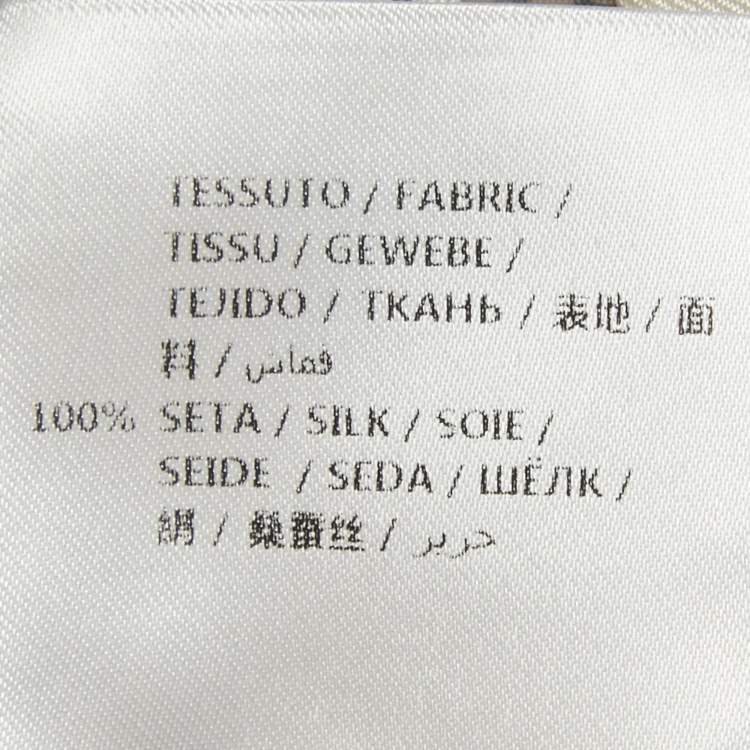 TESSUTO / FABRIC /
TISSU / GEWEBE /
TEJIDO / ТКАНЬ / 表地 / 面
料 / قماش
100% SETA / SILK / SOIE /
SEIDE / SEDA / ШЁЛК /
絹 / 桑蚕丝 / حرير